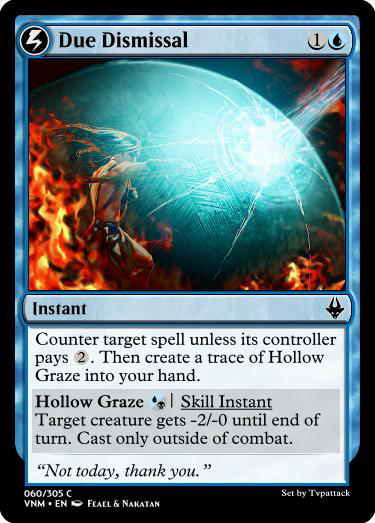 Due Dismissal 1
Instant
Counter target spell unless its controller
pays 2. Then create a trace of Hollow
Graze into your hand.
Hollow Graze | Skill Instant
Target creature gets -2/-0 until end of
turn. Cast only outside of combat.
“Not today, thank you.”
060/305 C
Set by Tvpattack
VNM • EN Feael & Nakatan